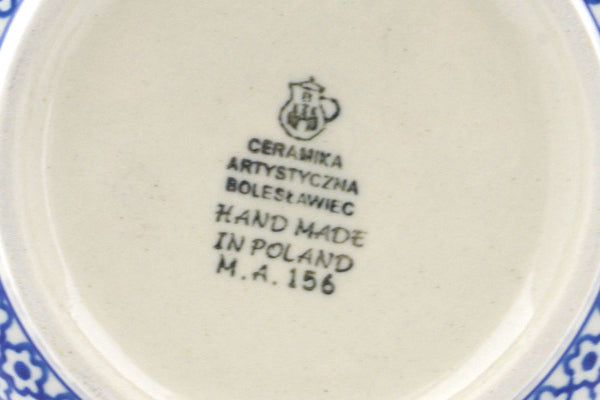 CERAMIKA
ARTYSTYCZNA
BOLESŁAWIEC
HAND MADE
IN POLAND
M.A. 156